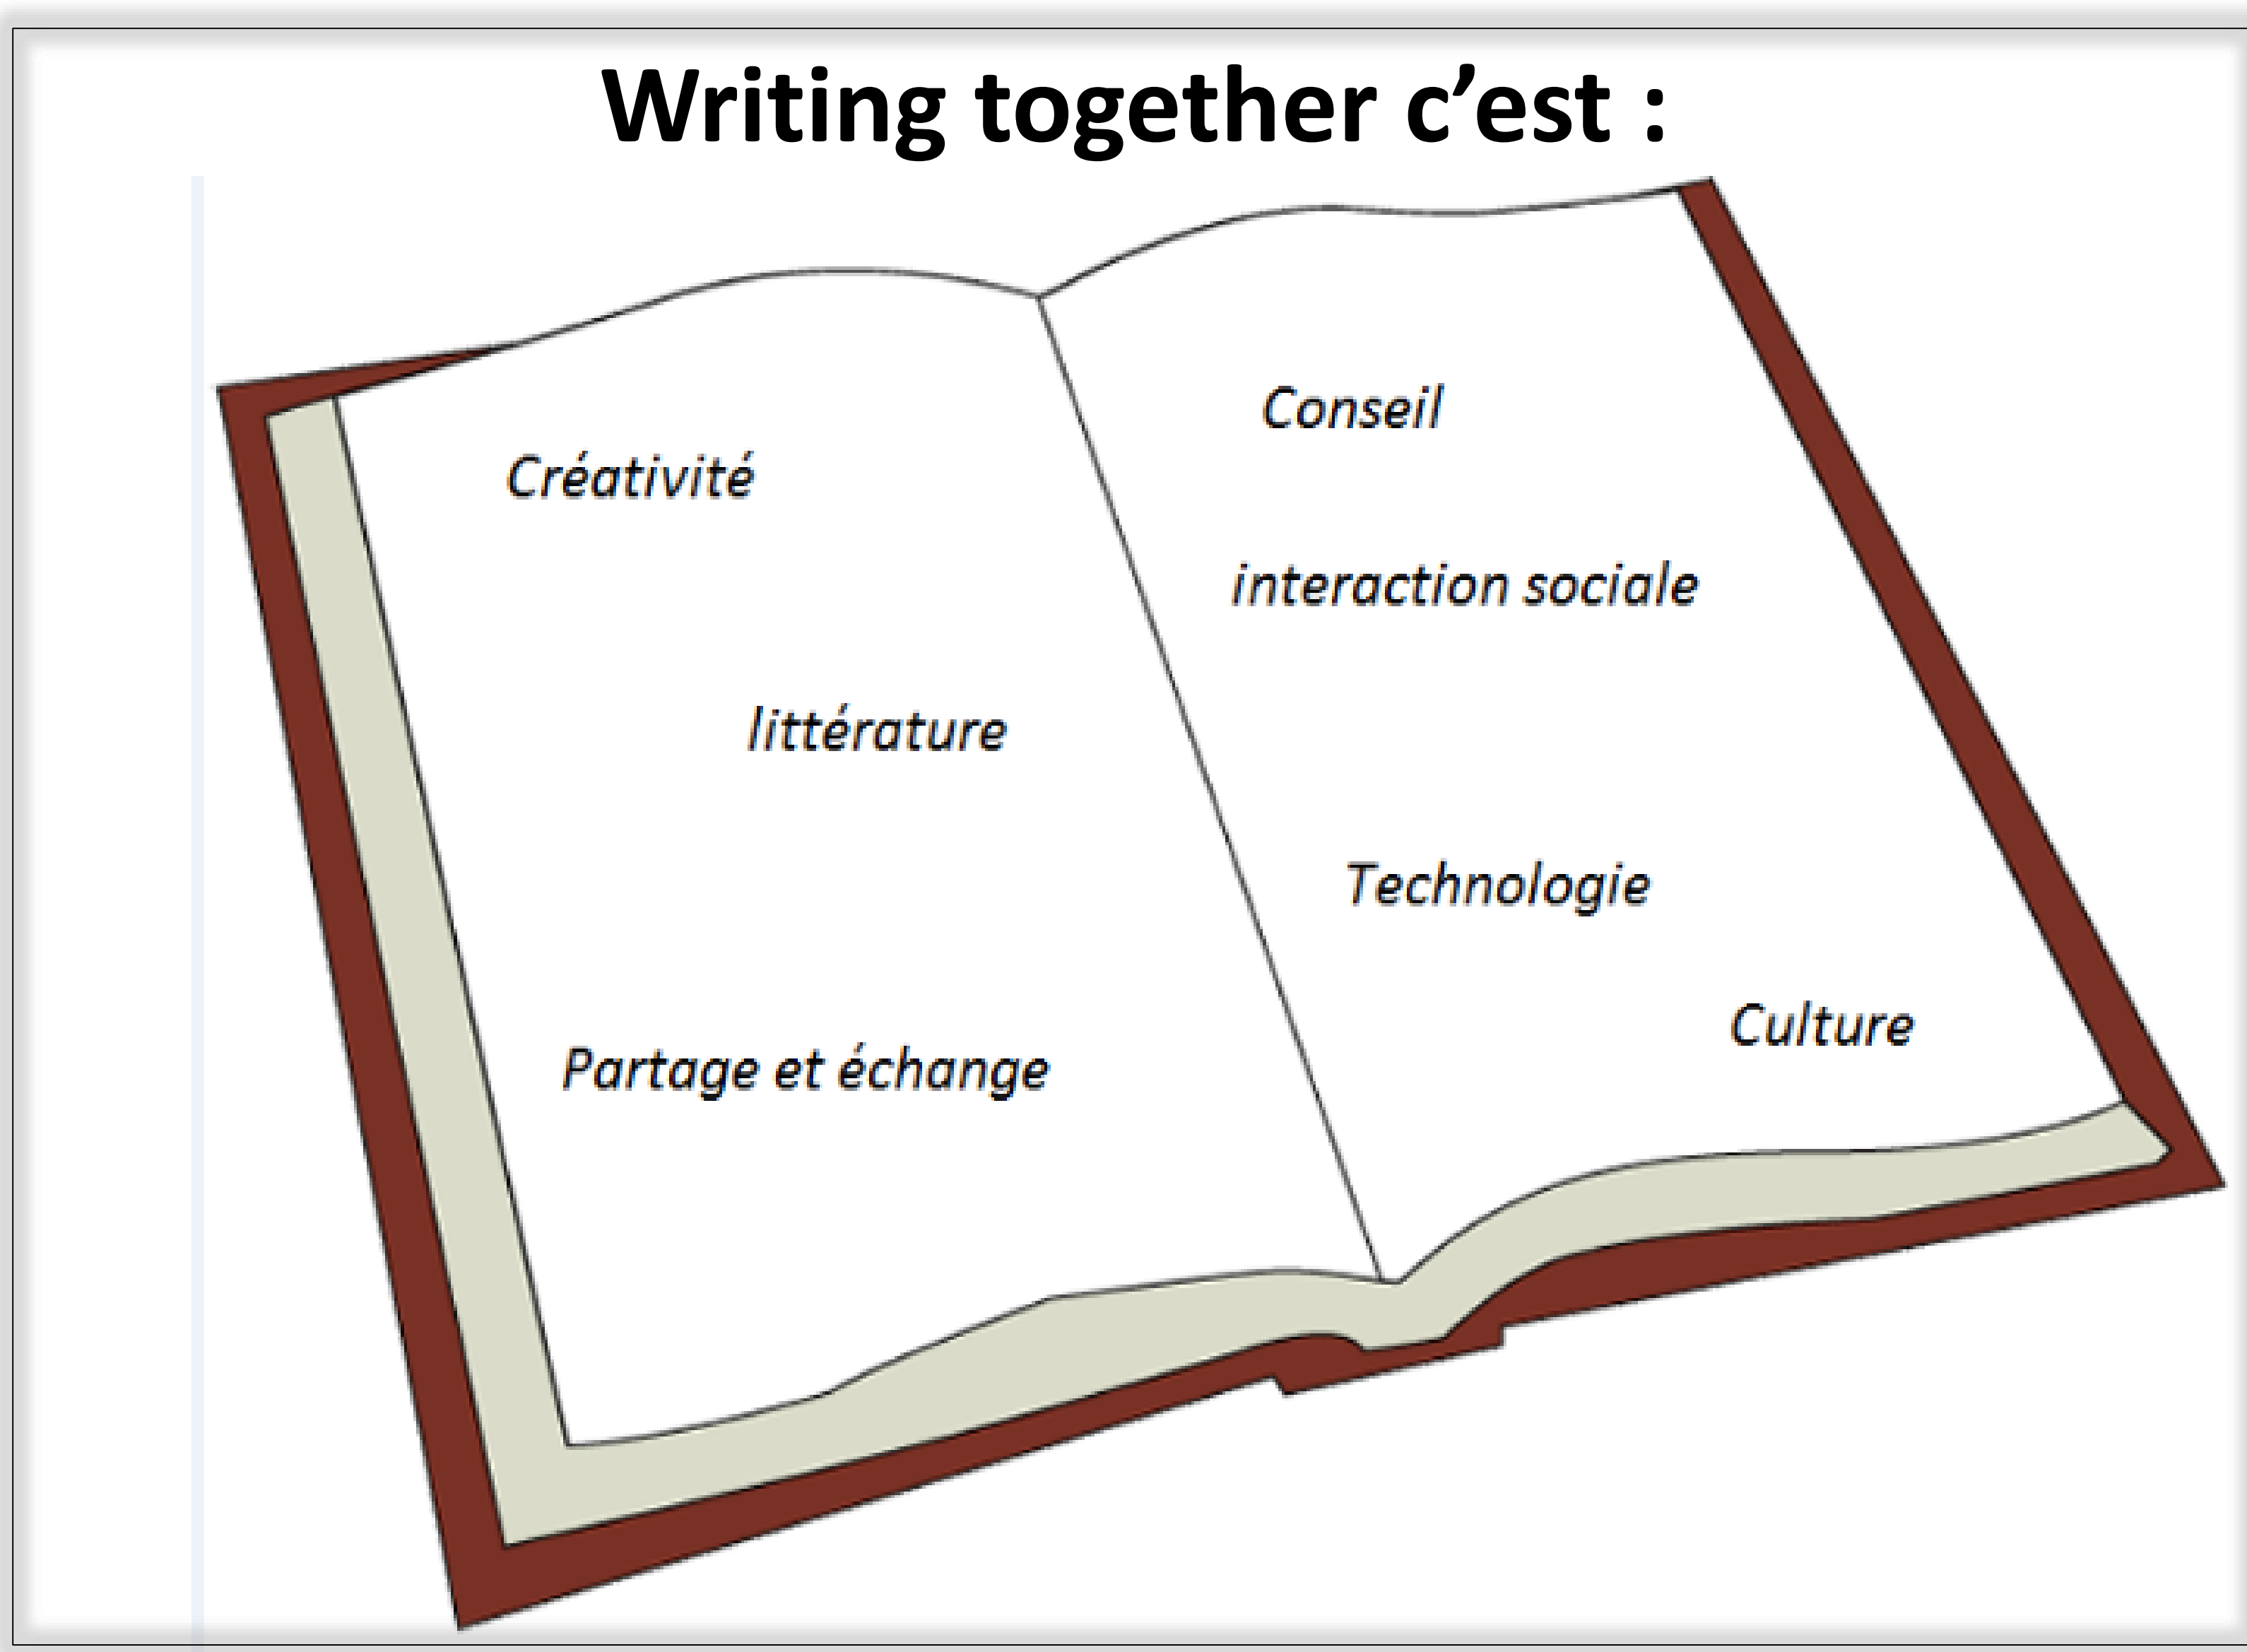 Writing together c’est :
Créativité
littérature
Partage et échange
Conseil
interaction sociale
Technologie
Culture